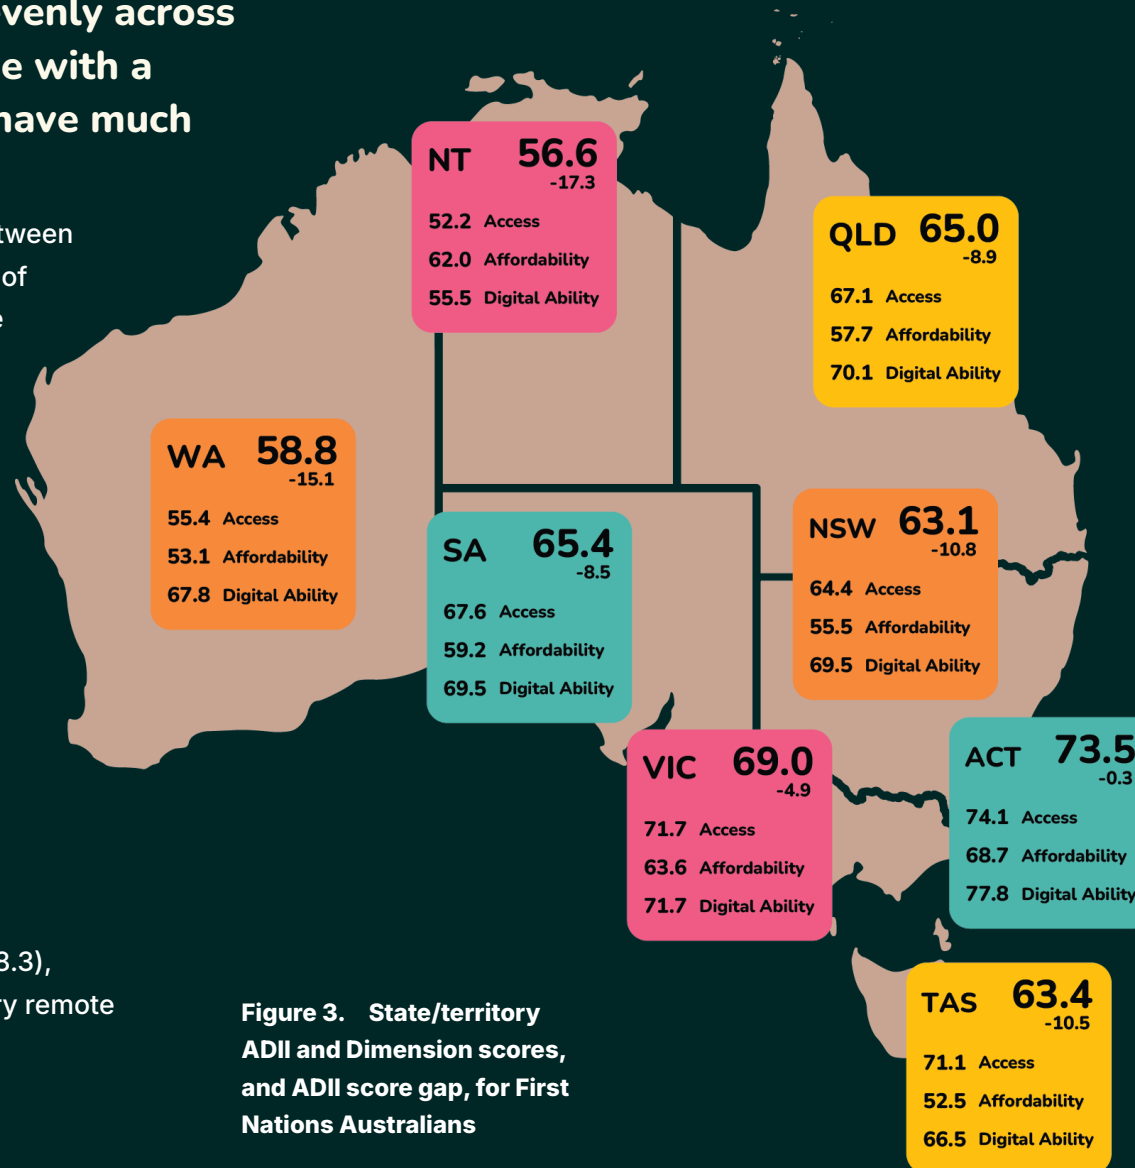 venly across
e with a
have much
tween
of
e
NT 56.6
-17.3
52.2 Access
62.0 Affordability
55.5 Digital Ability
QLD 65.0
-8.9
67.1 Access
57.7 Affordability
70.1 Digital Ability
WA 58.8
-15.1
55.4 Access
53.1 Affordability
67.8 Digital Ability
SA 65.4
-8.5
67.6 Access
59.2 Affordability
69.5 Digital Ability
NSW 63.1
-10.8
64.4 Access
55.5 Affordability
69.5 Digital Ability
VIC 69.0
-4.9
71.7 Access
63.6 Affordability
71.7 Digital Ability
ACT 73.5
-0.3
74.1 Access
68.7 Affordability
77.8 Digital Ability
TAS 63.4
-10.5
71.1 Access
52.5 Affordability
66.5 Digital Ability
8.3),
ry remote
Figure 3. State/territory
ADII and Dimension scores,
and ADII score gap, for First
Nations Australians